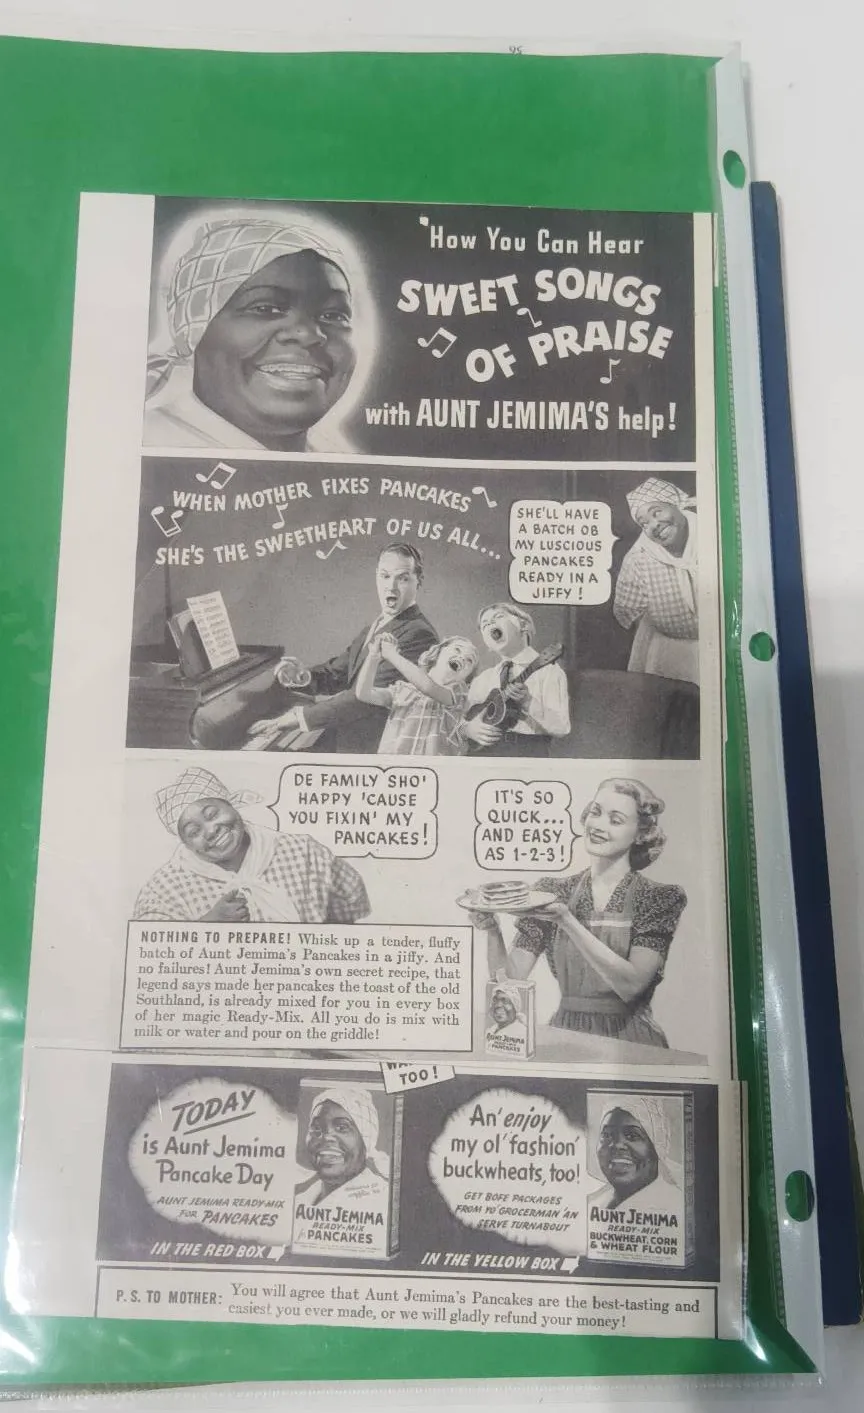 How You Can Hear
SWEET SONGS
OF PRAISE
with AUNT JEMIMA'S help!
WHEN MOTHER FIXES PANCAKES
SHE'S THE SWEETHEART OF US ALL...
SHE'LL HAVE
A BATCH OB
MY LUSCIOUS
PANCAKES
READY IN A
JIFFY!
DE FAMILY SHO'
HAPPY 'CAUSE
YOU FIXIN' MY
PANCAKES!
IT'S SO
QUICK...
AND EASY
AS 1-2-3!
NOTHING TO PREPARE! Whisk up a tender, fluffy
batch of Aunt Jemima's Pancakes in a jiffy. And
no failures! Aunt Jemima's own secret recipe, that
legend says made her pancakes the toast of the old
Southland, is already mixed for you in every box
of her magic Ready-Mix. All you do is mix with
milk or water and pour on the griddle!
AUNT JEMIMA
PANCAKES
TOO!
TODAY
is Aunt Jemima
Pancake Day
AUNT JEMIMA READY-MIX
FOR PANCAKES
IN THE RED BOX
AUNT JEMIMA
READY-MIX
for PANCAKES
An' enjoy
my ol' fashion'
buckwheats, too!
GET BOFE PACKAGES
FROM YO' GROCERMAN 'AN
SERVE TURNABOUT
IN THE YELLOW BOX
AUNT JEMIMA
READY-MIX
BUCKWHEAT, CORN
& WHEAT FLOUR
P. S. TO MOTHER: You will agree that Aunt Jemima's Pancakes are the best-tasting and
easiest you ever made, or we will gladly refund your money!